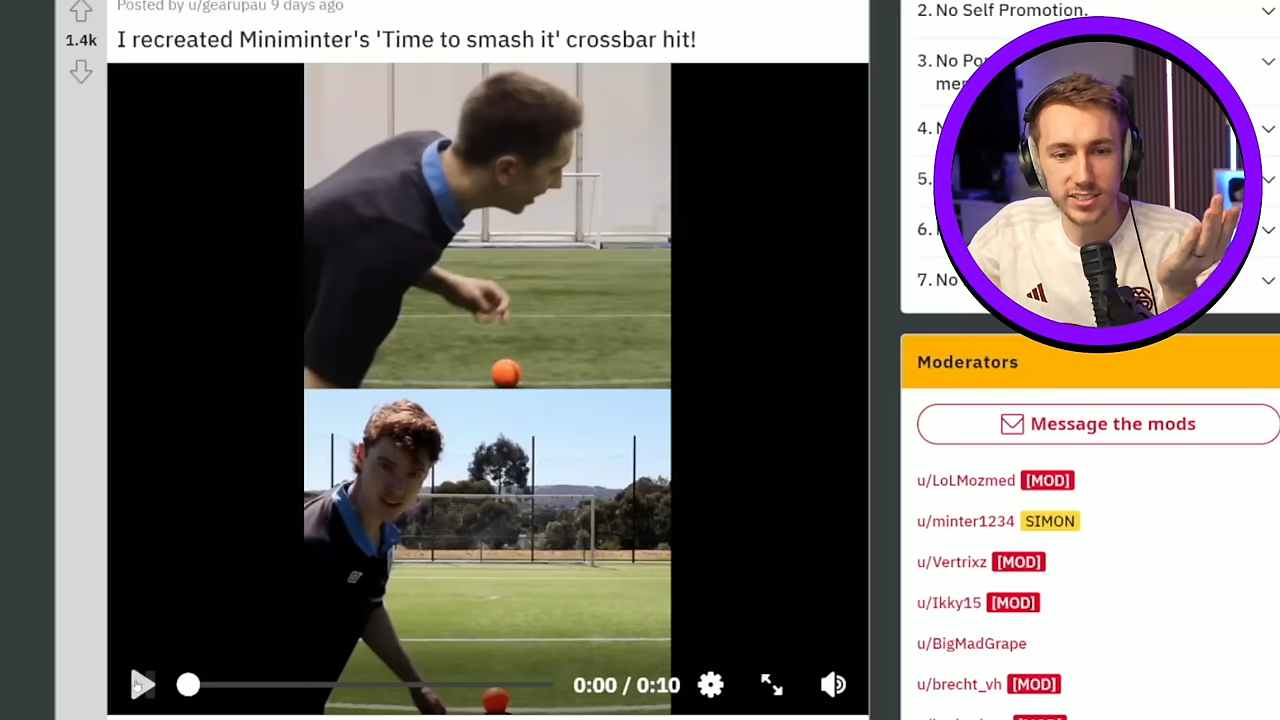 Posted by u/gearupau 9 days ago
1.4k
I recreated Miniminter's 'Time to smash it' crossbar hit!
0:00 / 0:10
2. No Self Promotion.
3. No
4.
5.
6.
7. No
Moderators
Message the mods
u/LoLMozmed [MOD]
u/minter1234 SIMON
u/Vertrixz [MOD]
u/Ikky15 [MOD]
u/BigMadGrape
u/brecht_vh [MOD]